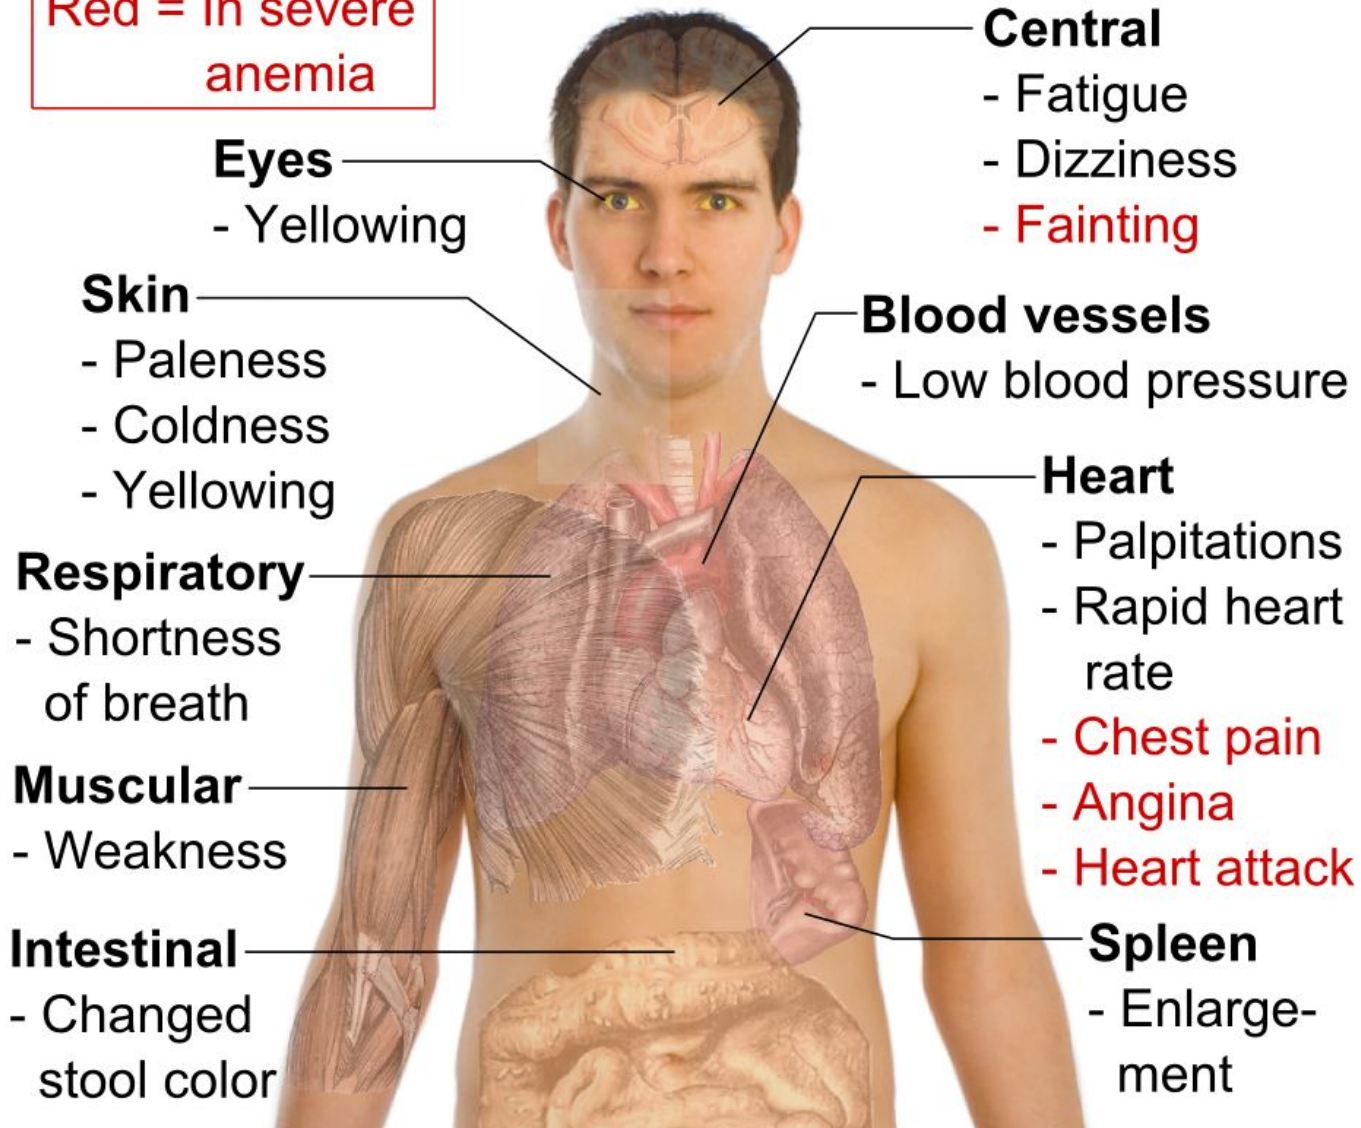 Red = In severe
anemia
Central
- Fatigue
- Dizziness
- Fainting
Eyes
- Yellowing
Skin
- Paleness
- Coldness
- Yellowing
Blood vessels
- Low blood pressure
Heart
- Palpitations
- Rapid heart
rate
- Chest pain
- Angina
- Heart attack
Respiratory
- Shortness
of breath
Muscular
- Weakness
Intestinal
- Changed
stool color
Spleen
- Enlarge-
ment